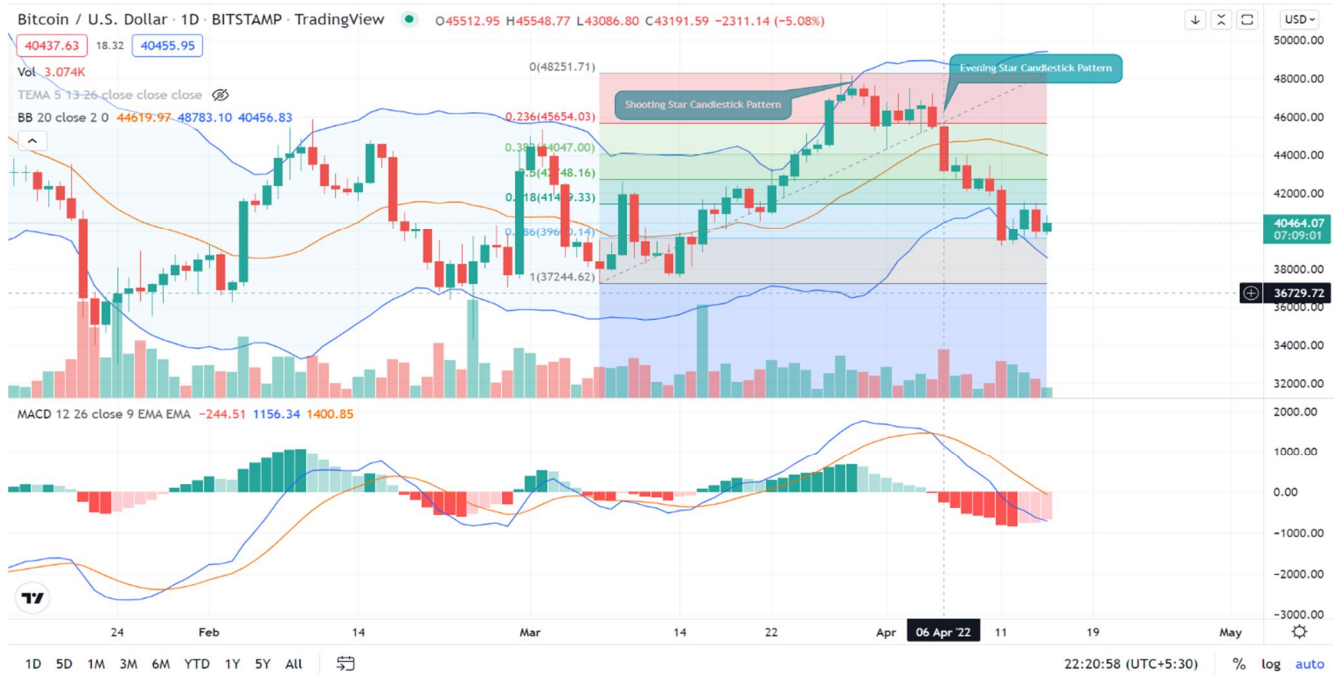 Bitcoin / U.S. Dollar · 1D · BITSTAMP · TradingView O45512.95 H45548.77 L43086.80 C43191.59 −2311.14 (−5.08%) USD
40437.63 18.32 40455.95
Vol 3.074K
TEMA 5 13 26 close close close
BB 20 close 2 0 44619.97 48783.10 40456.83
0(48251.71)
0.236(45654.03)
1(37244.62)
Shooting Star Candlestick Pattern
Evening Star Candlestick Pattern
50000.00
48000.00
46000.00
44000.00
42000.00
40464.07
07:09:01
38000.00
36729.72
36000.00
34000.00
32000.00
MACD 12 26 close 9 EMA EMA −244.51 1156.34 1400.85
2000.00
1000.00
0.00
−1000.00
−2000.00
−3000.00
24 Feb 14 Mar 14 22 Apr 06 Apr '22 11 19 May
1D 5D 1M 3M 6M YTD 1Y 5Y All 22:20:58 (UTC+5:30) % log auto